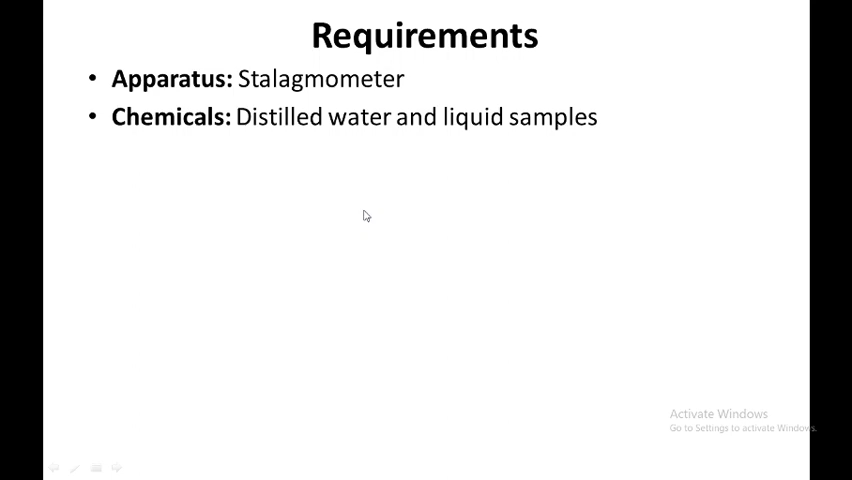 Requirements
• Apparatus: Stalagmometer
• Chemicals: Distilled water and liquid samples
Activate Windows
Go to Settings to activate Windows.